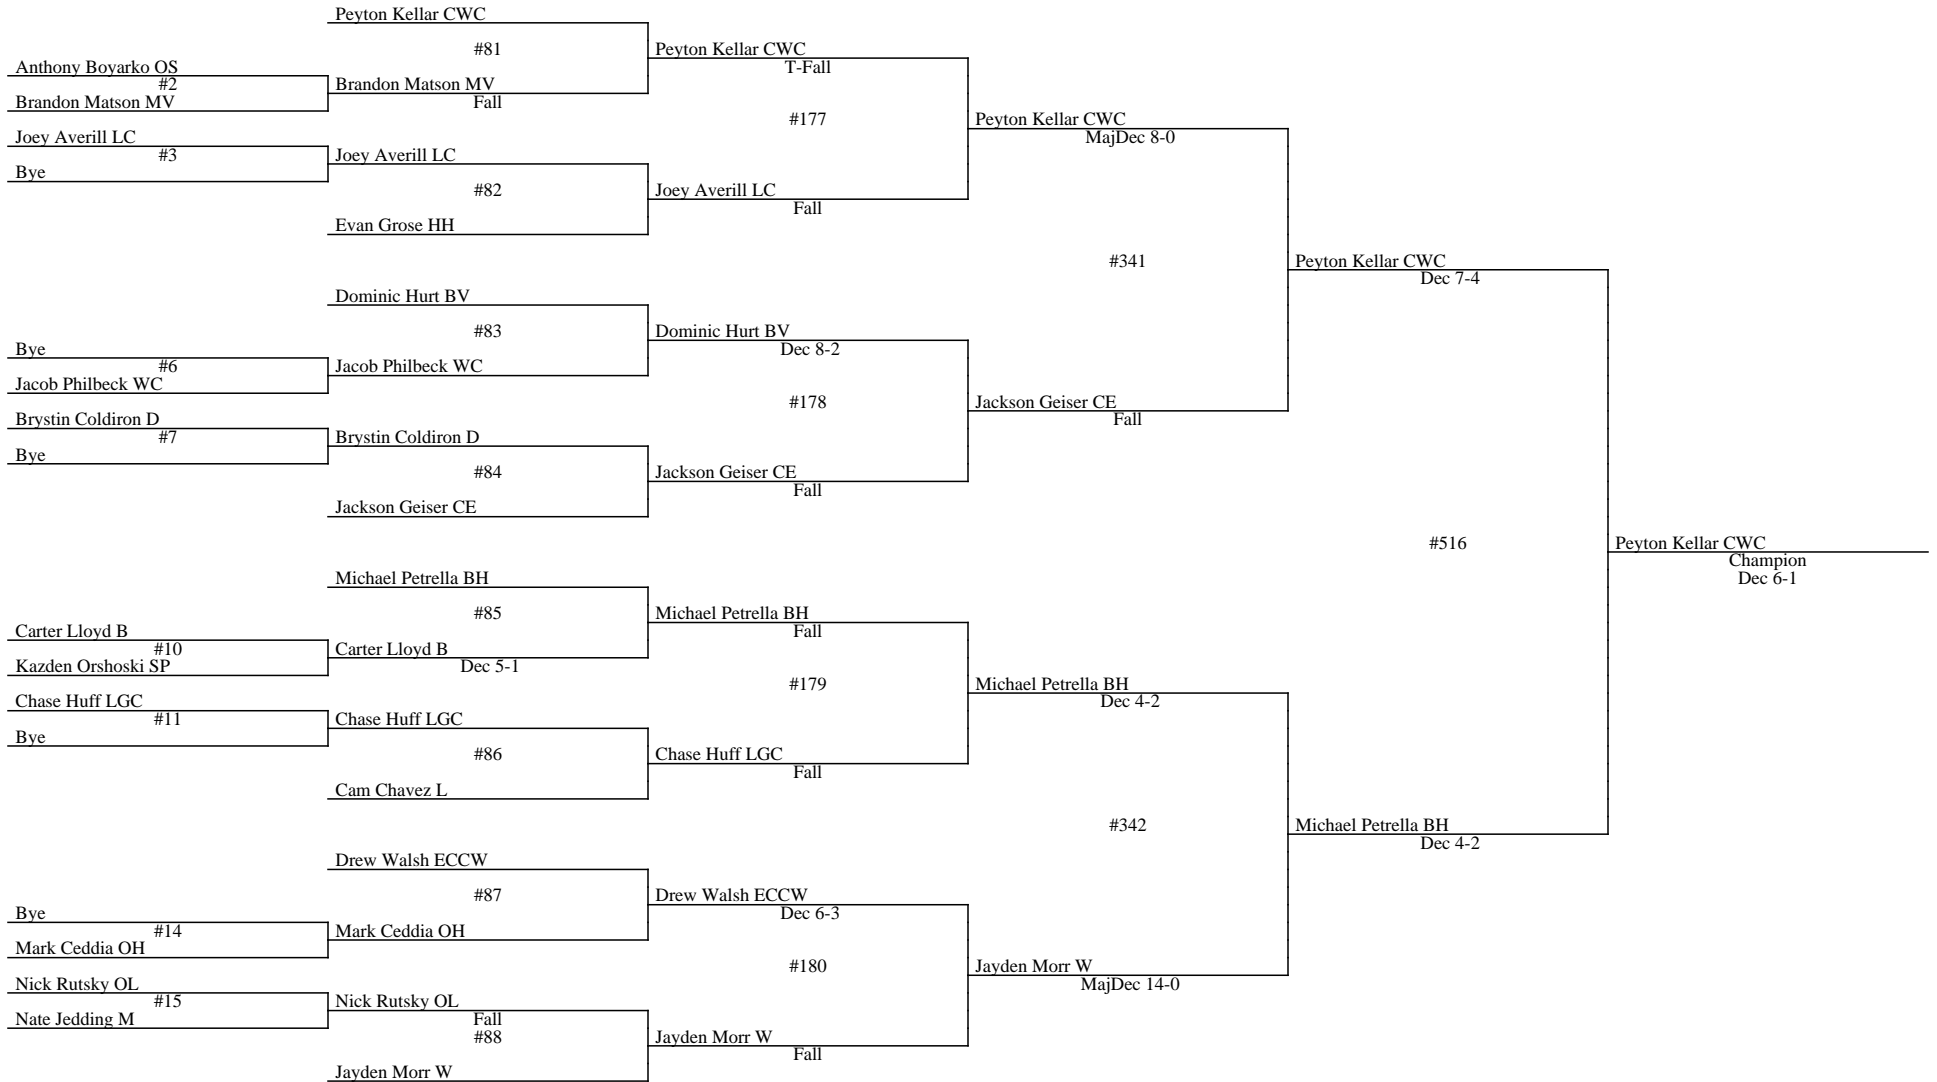 Peyton Kellar CWC
#81
Peyton Kellar CWC
T-Fall
Anthony Boyarko OS
#2
Brandon Matson MV
Brandon Matson MV
Fall
#177
Peyton Kellar CWC
MajDec 8-0
Joey Averill LC
#3
Bye
Joey Averill LC
#82
Joey Averill LC
Fall
Evan Grose HH
#341
Peyton Kellar CWC
Dec 7-4
Dominic Hurt BV
#83
Dominic Hurt BV
Dec 8-2
Bye
#6
Jacob Philbeck WC
Jacob Philbeck WC
#178
Jackson Geiser CE
Fall
Brystin Coldiron D
#7
Bye
Brystin Coldiron D
#84
Jackson Geiser CE
Fall
Jackson Geiser CE
#516
Peyton Kellar CWC
Champion
Dec 6-1
Michael Petrella BH
#85
Michael Petrella BH
Fall
Carter Lloyd B
#10
Kazden Orshoski SP
Carter Lloyd B
Dec 5-1
#179
Michael Petrella BH
Dec 4-2
Chase Huff LGC
#11
Bye
Chase Huff LGC
#86
Chase Huff LGC
Fall
Cam Chavez L
#342
Michael Petrella BH
Dec 4-2
Drew Walsh ECCW
#87
Drew Walsh ECCW
Dec 6-3
Bye
#14
Mark Ceddia OH
Mark Ceddia OH
#180
Jayden Morr W
MajDec 14-0
Nick Rutsky OL
#15
Nate Jedding M
Nick Rutsky OL
Fall
#88
Jayden Morr W
Fall
Jayden Morr W